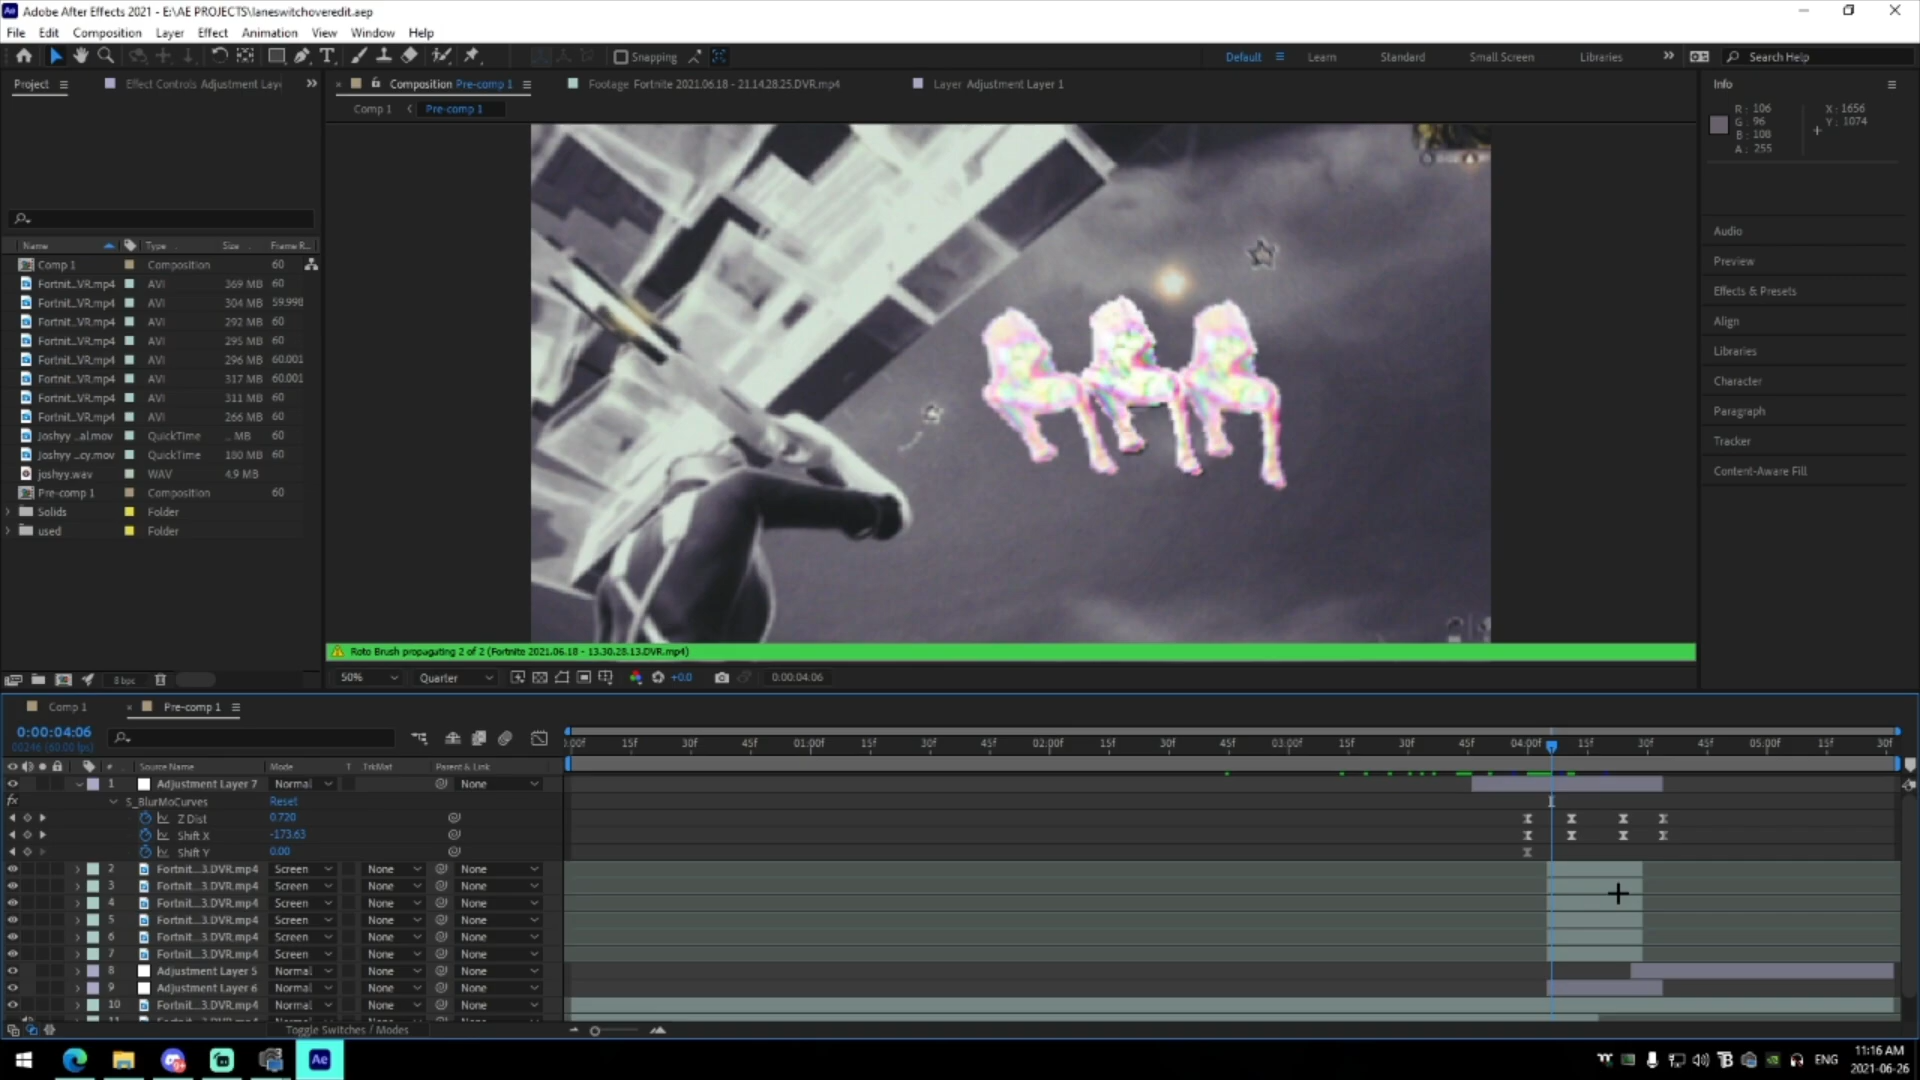 Adobe After Effects 2021 - E:\AE PROJECTS\laneswitchoveredit.aep
File Edit Composition Layer Effect Animation View Window Help
Snapping
Default Learn Standard Small Screen Libraries Search Help
Project Effect Controls Adjustment Lay
Composition Pre-comp 1 Footage Fortnite 2021.06.18 - 21.14.28.25.DVR.mp4 Layer Adjustment Layer 1
Comp 1 Pre-comp 1
Info
R: 106 X: 1656
G: 96 Y: 1074
B: 108
A: 255
Audio
Preview
Effects & Presets
Align
Libraries
Character
Paragraph
Tracker
Content-Aware Fill
Name Type Size Frame R...
Comp 1 Composition 60
Fortnit...VR.mp4 AVI 369 MB 60
Fortnit...VR.mp4 AVI 304 MB 59.998
Fortnit...VR.mp4 AVI 292 MB 60
Fortnit...VR.mp4 AVI 295 MB 60
Fortnit...VR.mp4 AVI 296 MB 60.001
Fortnit...VR.mp4 AVI 317 MB 60.001
Fortnit...VR.mp4 AVI 311 MB 60
Fortnit...VR.mp4 AVI 266 MB 60
Joshyy ...al.mov QuickTime ... MB 60
Joshyy ...cy.mov QuickTime 180 MB 60
joshyy.wav WAV 4.9 MB
Pre-comp 1 Composition 60
Solids Folder
used Folder
Roto Brush propagating 2 of 2 (Fortnite 2021.06.18 - 13.30.28.13.DVR.mp4)
8 bpc 50% Quarter +0.0 0:00:04:06
Comp 1 Pre-comp 1
0:00:04:06
00246 (60.00 fps)
:00f 15f 30f 45f 01:00f 15f 30f 45f 02:00f 15f 30f 45f 03:00f 15f 30f 45f 04:00f 15f 30f 45f 05:00f 15f 30f
# Source Name Mode T TrkMat Parent & Link
1 Adjustment Layer 7 Normal None
fx S_BlurMoCurves Reset
Z Dist 0.720
Shift X -173.63
Shift Y 0.00
2 Fortnit...3.DVR.mp4 Screen None None
3 Fortnit...3.DVR.mp4 Screen None None
4 Fortnit...3.DVR.mp4 Screen None None
5 Fortnit...3.DVR.mp4 Screen None None
6 Fortnit...3.DVR.mp4 Screen None None
7 Fortnit...3.DVR.mp4 Screen None None
8 Adjustment Layer 5 Normal None None
9 Adjustment Layer 6 Normal None None
10 Fortnit...3.DVR.mp4 Normal None None
Toggle Switches / Modes
Ae
ENG
11:16 AM
2021-06-26